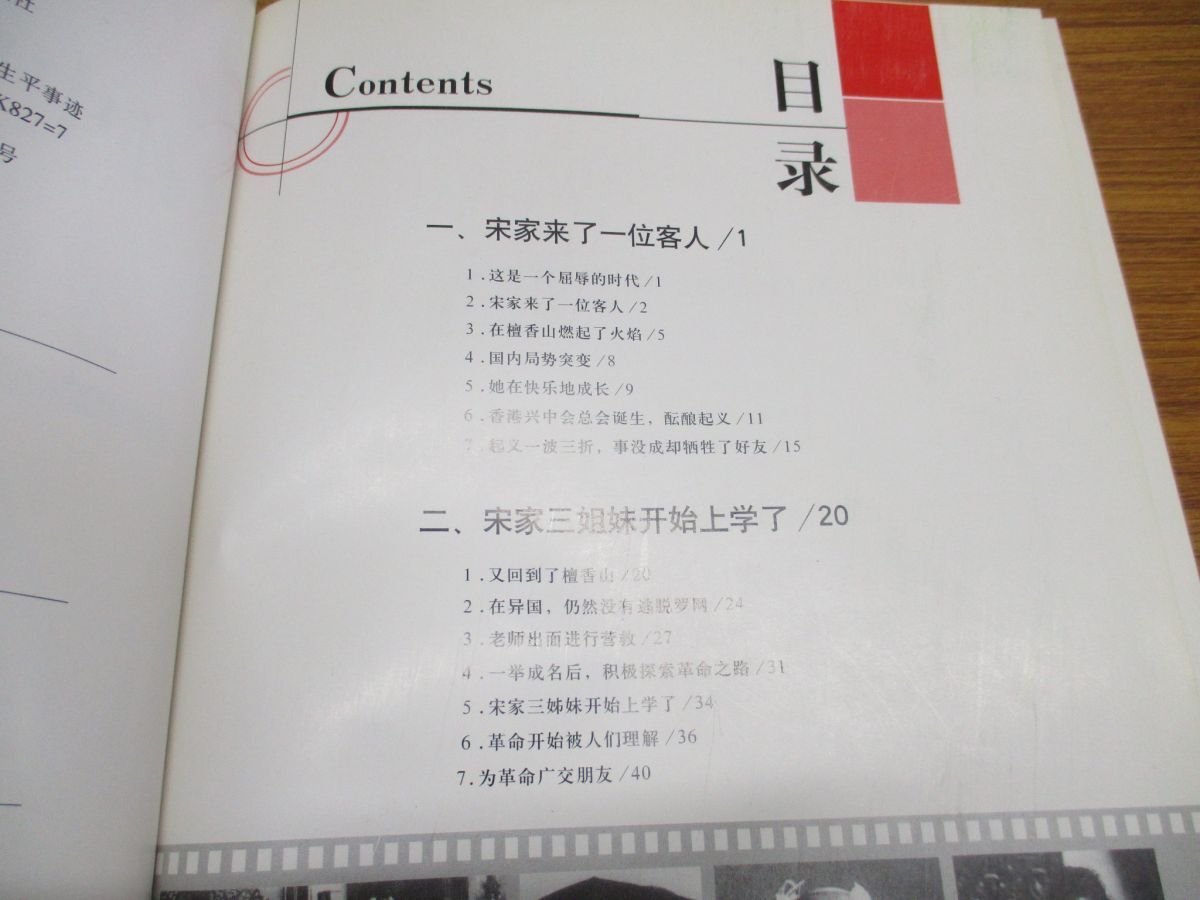 社
生平事迹
K827=7
号
Contents
目录
一、宋家来了一位客人/1
1.这是一个屈辱的时代/1
2.宋家来了一位客人/2
3.在檀香山燃起了火焰/5
4.国内局势突变/8
5.她在快乐地成长/9
6.香港兴中会总会诞生，酝酿起义/11
7.起义一波三折，事没成却牺牲了好友/15
二、宋家三姐妹开始上学了/20
1.又回到了檀香山/20
2.在异国，仍然没有逃脱罗网/24
3.老师出面进行营救/27
4.一举成名后，积极探索革命之路/31
5.宋家三姊妹开始上学了/34
6.革命开始被人们理解/36
7.为革命广交朋友/40